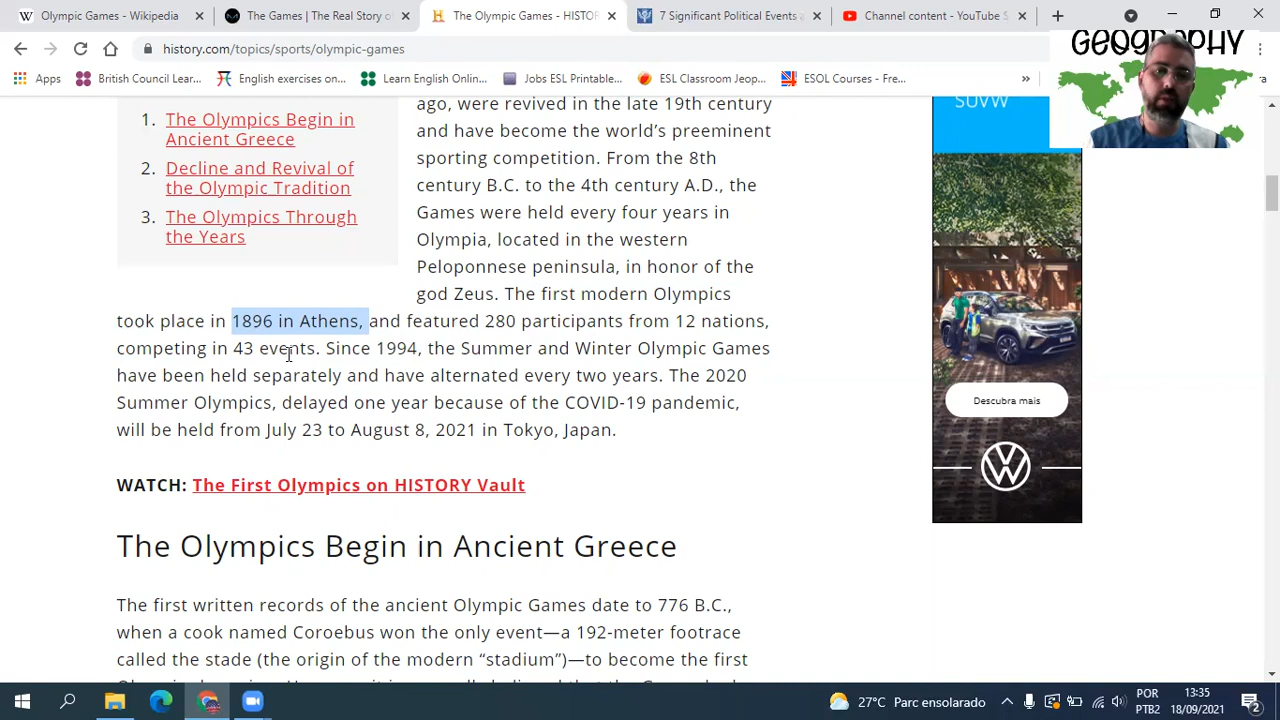 Olympic Games - Wikipedia
The Games | The Real Story of
The Olympic Games - HISTOR
7 Significant Political Events a
Channel content - YouTube S
history.com/topics/sports/olympic-games
Apps
British Council Lear...
English exercises on...
Learn English Online...
Jobs ESL Printable...
ESL Classroom Jeop...
ESOL Courses - Fre...
»
GEOGRAPHY
SUVW
1. The Olympics Begin in
Ancient Greece
2. Decline and Revival of
the Olympic Tradition
3. The Olympics Through
the Years
ago, were revived in the late 19th century
and have become the world’s preeminent
sporting competition. From the 8th
century B.C. to the 4th century A.D., the
Games were held every four years in
Olympia, located in the western
Peloponnese peninsula, in honor of the
god Zeus. The first modern Olympics
took place in 1896 in Athens, and featured 280 participants from 12 nations,
competing in 43 events. Since 1994, the Summer and Winter Olympic Games
have been held separately and have alternated every two years. The 2020
Summer Olympics, delayed one year because of the COVID-19 pandemic,
will be held from July 23 to August 8, 2021 in Tokyo, Japan.
WATCH: The First Olympics on HISTORY Vault
The Olympics Begin in Ancient Greece
The first written records of the ancient Olympic Games date to 776 B.C.,
when a cook named Coroebus won the only event—a 192-meter footrace
called the stade (the origin of the modern “stadium”)—to become the first
Descubra mais
27°C Parc ensolarado
POR
PTB2
13:35
18/09/2021
2